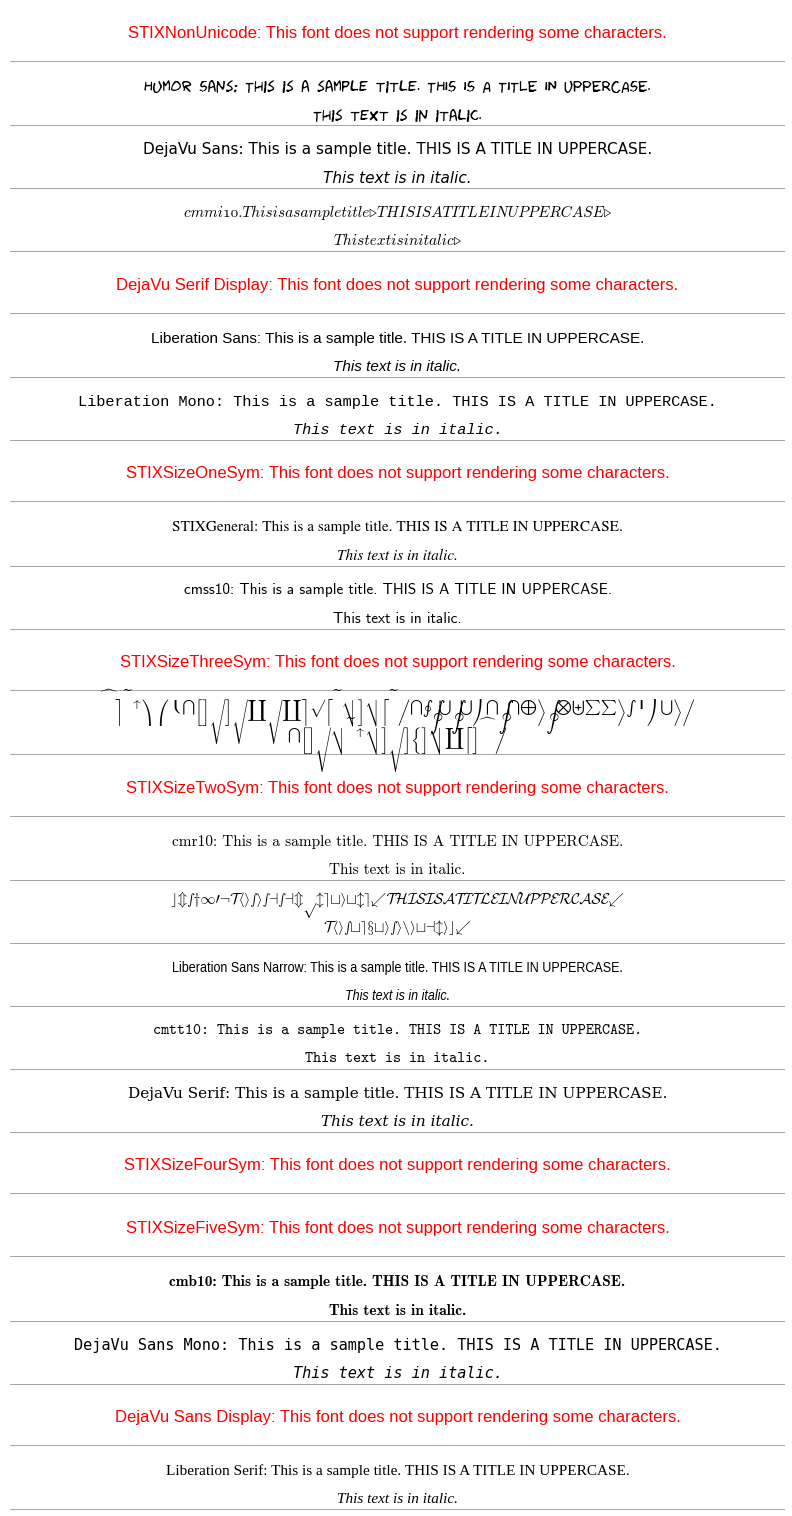 STIXNonUnicode: This font does not support rendering some characters.
HUMOR SANS: THIS IS A SAMPLE TITLE. THIS IS A TITLE IN UPPERCASE.
THIS TEXT IS IN ITALIC.
DejaVu Sans: This is a sample title. THIS IS A TITLE IN UPPERCASE.
This text is in italic.
cmmi10.Thisisasampletitle▹THISISATITLEINUPPERCASE▹
Thistextisinitalic▹
DejaVu Serif Display: This font does not support rendering some characters.
Liberation Sans: This is a sample title. THIS IS A TITLE IN UPPERCASE.
This text is in italic.
Liberation Mono: This is a sample title. THIS IS A TITLE IN UPPERCASE.
This text is in italic.
STIXSizeOneSym: This font does not support rendering some characters.
STIXGeneral: This is a sample title. THIS IS A TITLE IN UPPERCASE.
This text is in italic.
cmss10: This is a sample title. THIS IS A TITLE IN UPPERCASE.
This text is in italic.
STIXSizeThreeSym: This font does not support rendering some characters.
STIXSizeTwoSym: This font does not support rendering some characters.
cmr10: This is a sample title. THIS IS A TITLE IN UPPERCASE.
This text is in italic.
Liberation Sans Narrow: This is a sample title. THIS IS A TITLE IN UPPERCASE.
This text is in italic.
cmtt10: This is a sample title. THIS IS A TITLE IN UPPERCASE.
This text is in italic.
DejaVu Serif: This is a sample title. THIS IS A TITLE IN UPPERCASE.
This text is in italic.
STIXSizeFourSym: This font does not support rendering some characters.
STIXSizeFiveSym: This font does not support rendering some characters.
cmb10: This is a sample title. THIS IS A TITLE IN UPPERCASE.
This text is in italic.
DejaVu Sans Mono: This is a sample title. THIS IS A TITLE IN UPPERCASE.
This text is in italic.
DejaVu Sans Display: This font does not support rendering some characters.
Liberation Serif: This is a sample title. THIS IS A TITLE IN UPPERCASE.
This text is in italic.